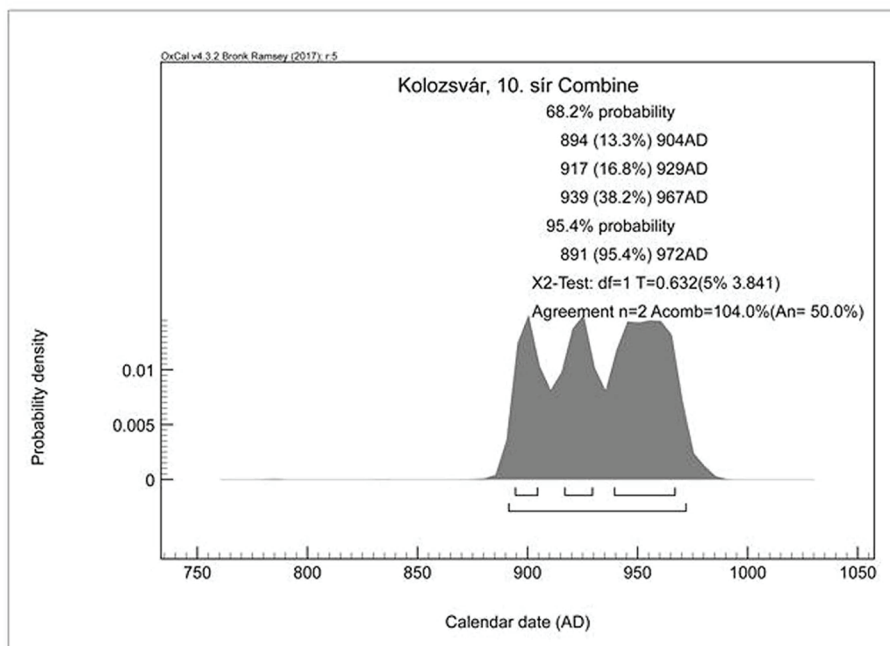 OxCal v4.3.2 Bronk Ramsey (2017); r:5
Kolozsvár, 10. sír Combine
68.2% probability
894 (13.3%) 904AD
917 (16.8%) 929AD
939 (38.2%) 967AD
95.4% probability
891 (95.4%) 972AD
X2-Test: df=1 T=0.632(5% 3.841)
Agreement n=2 Acomb=104.0%(An= 50.0%)
Probability density
0.01
0.005
0
750 800 850 900 950 1000 1050
Calendar date (AD)